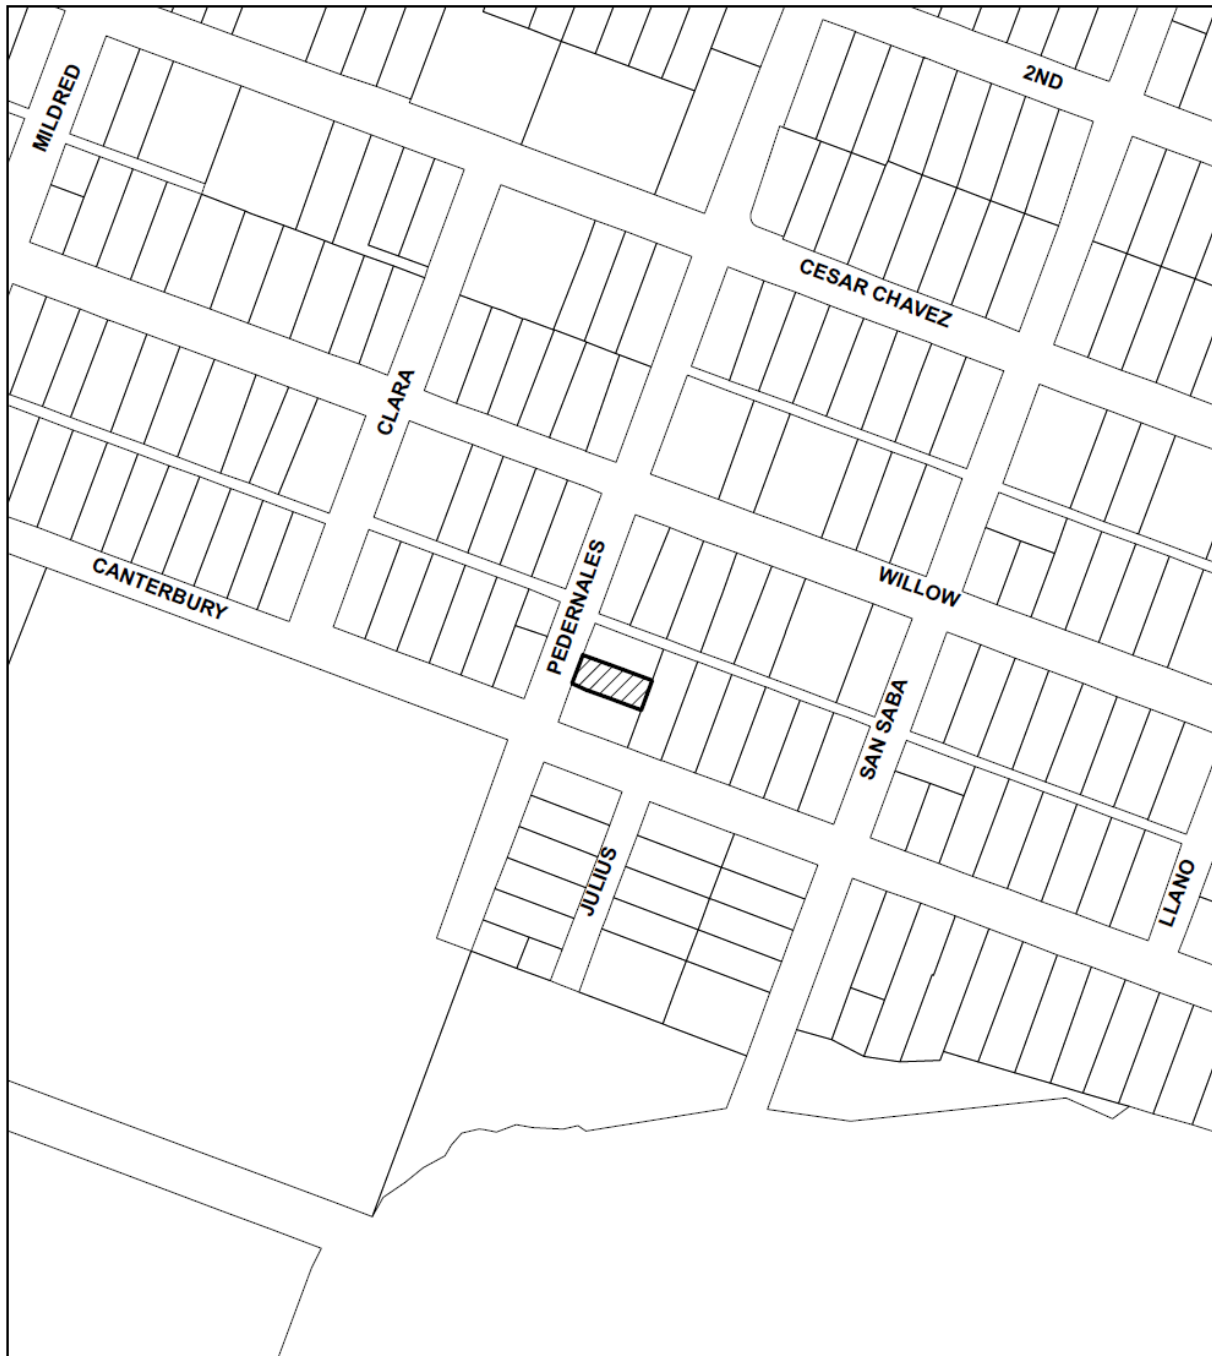 2ND
MILDRED
CESAR CHAVEZ
CLARA
CANTERBURY
PEDERNALES
WILLOW
SAN SABA
JULIUS
LLANO